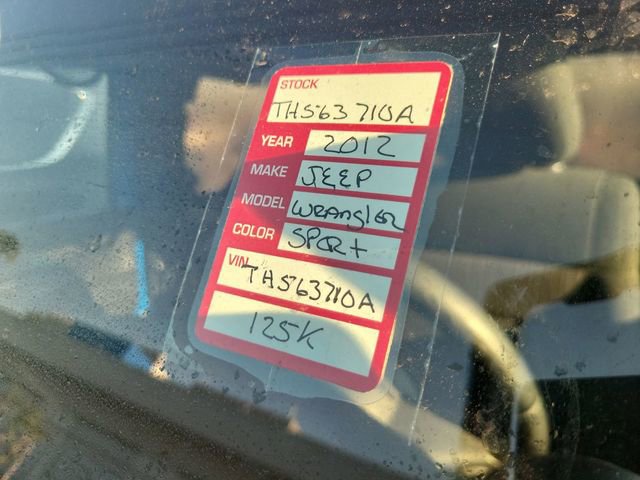 STOCK
TH563710A
YEAR 2012
MAKE JEEP
MODEL WRANGlER
COLOR SPORt
VIN TH563710A
125K